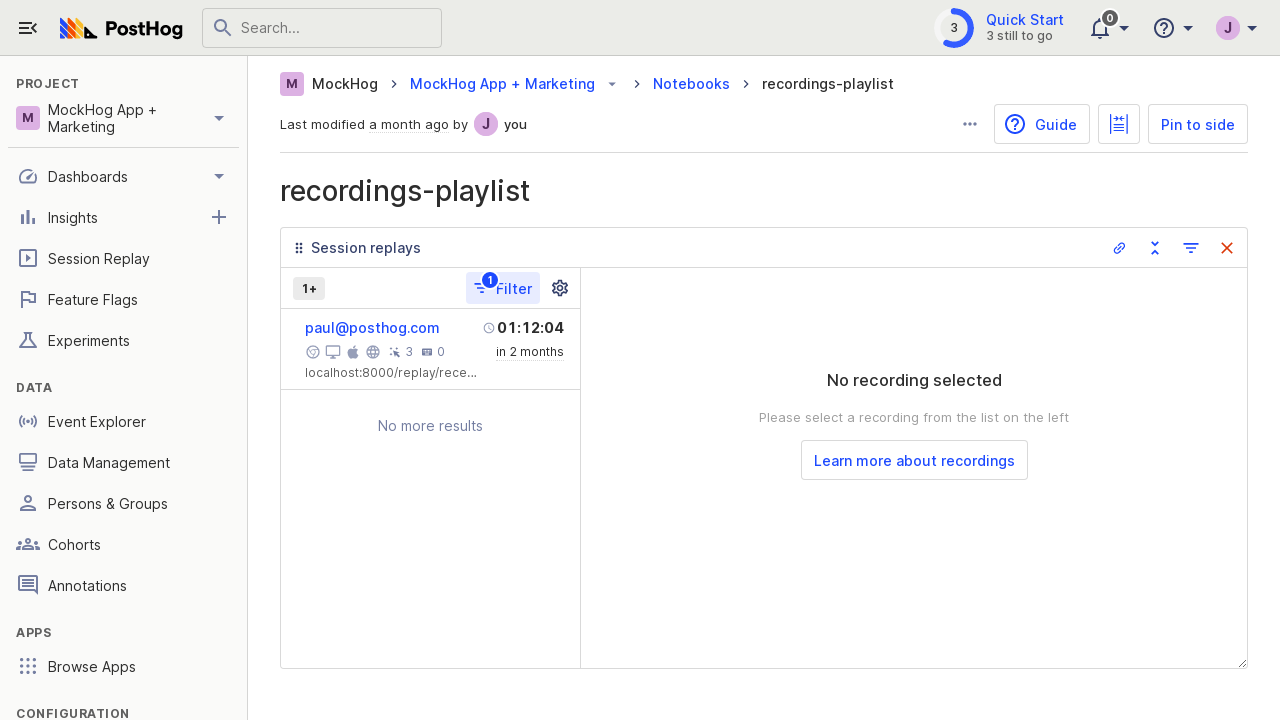 PostHog
Search...
3
Quick Start
3 still to go
0
J
PROJECT
M
MockHog App +
Marketing
Dashboards
Insights
Session Replay
Feature Flags
Experiments
DATA
Event Explorer
Data Management
Persons & Groups
Cohorts
Annotations
APPS
Browse Apps
CONFIGURATION
M MockHog MockHog App + Marketing Notebooks recordings-playlist
Last modified a month ago by J you
Guide
Pin to side
recordings-playlist
Session replays
1+
1
Filter
paul@posthog.com
01:12:04
3
0
in 2 months
localhost:8000/replay/rece...
No more results
No recording selected
Please select a recording from the list on the left
Learn more about recordings